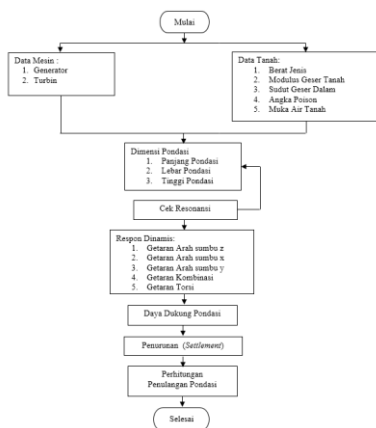 Mulai
Data Mesin :
1. Generator
2. Turbin
Data Tanah:
1. Berat Jenis
2. Modulus Geser Tanah
3. Sudut Geser Dalam
4. Angka Poison
5. Muka Air Tanah
Dimensi Pondasi
1. Panjang Pondasi
2. Lebar Pondasi
3. Tinggi Pondasi
Cek Resonansi
Respon Dinamis:
1. Getaran Arah sumbu z
2. Getaran Arah sumbu x
3. Getaran Arah sumbu y
4. Getaran Kombinasi
5. Getaran Torsi
Daya Dukung Pondasi
Penurunan (Settlement)
Perhitungan
Penulangan Pondasi
Selesai